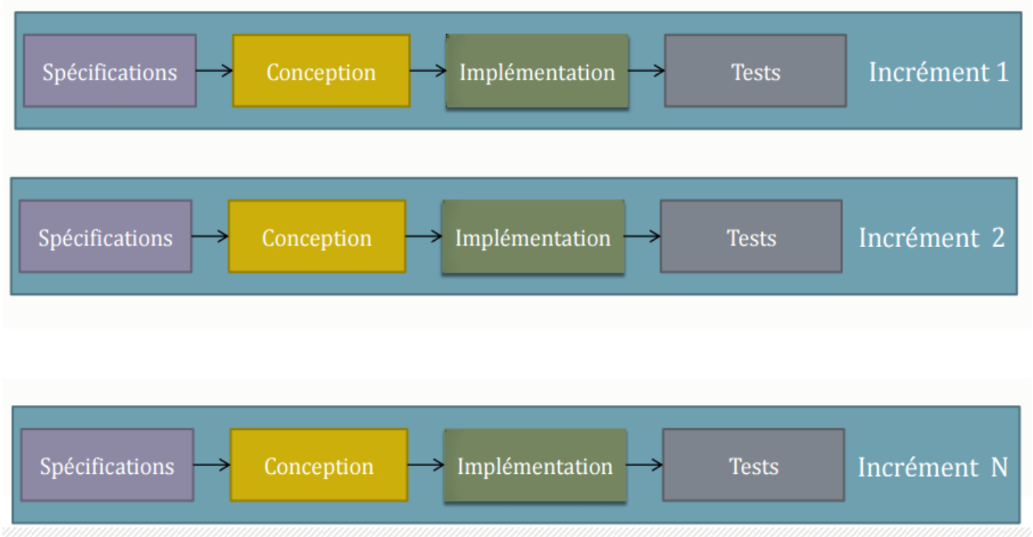 Spécifications Conception Implémentation Tests Incrément 1
Spécifications Conception Implémentation Tests Incrément 2
Spécifications Conception Implémentation Tests Incrément N